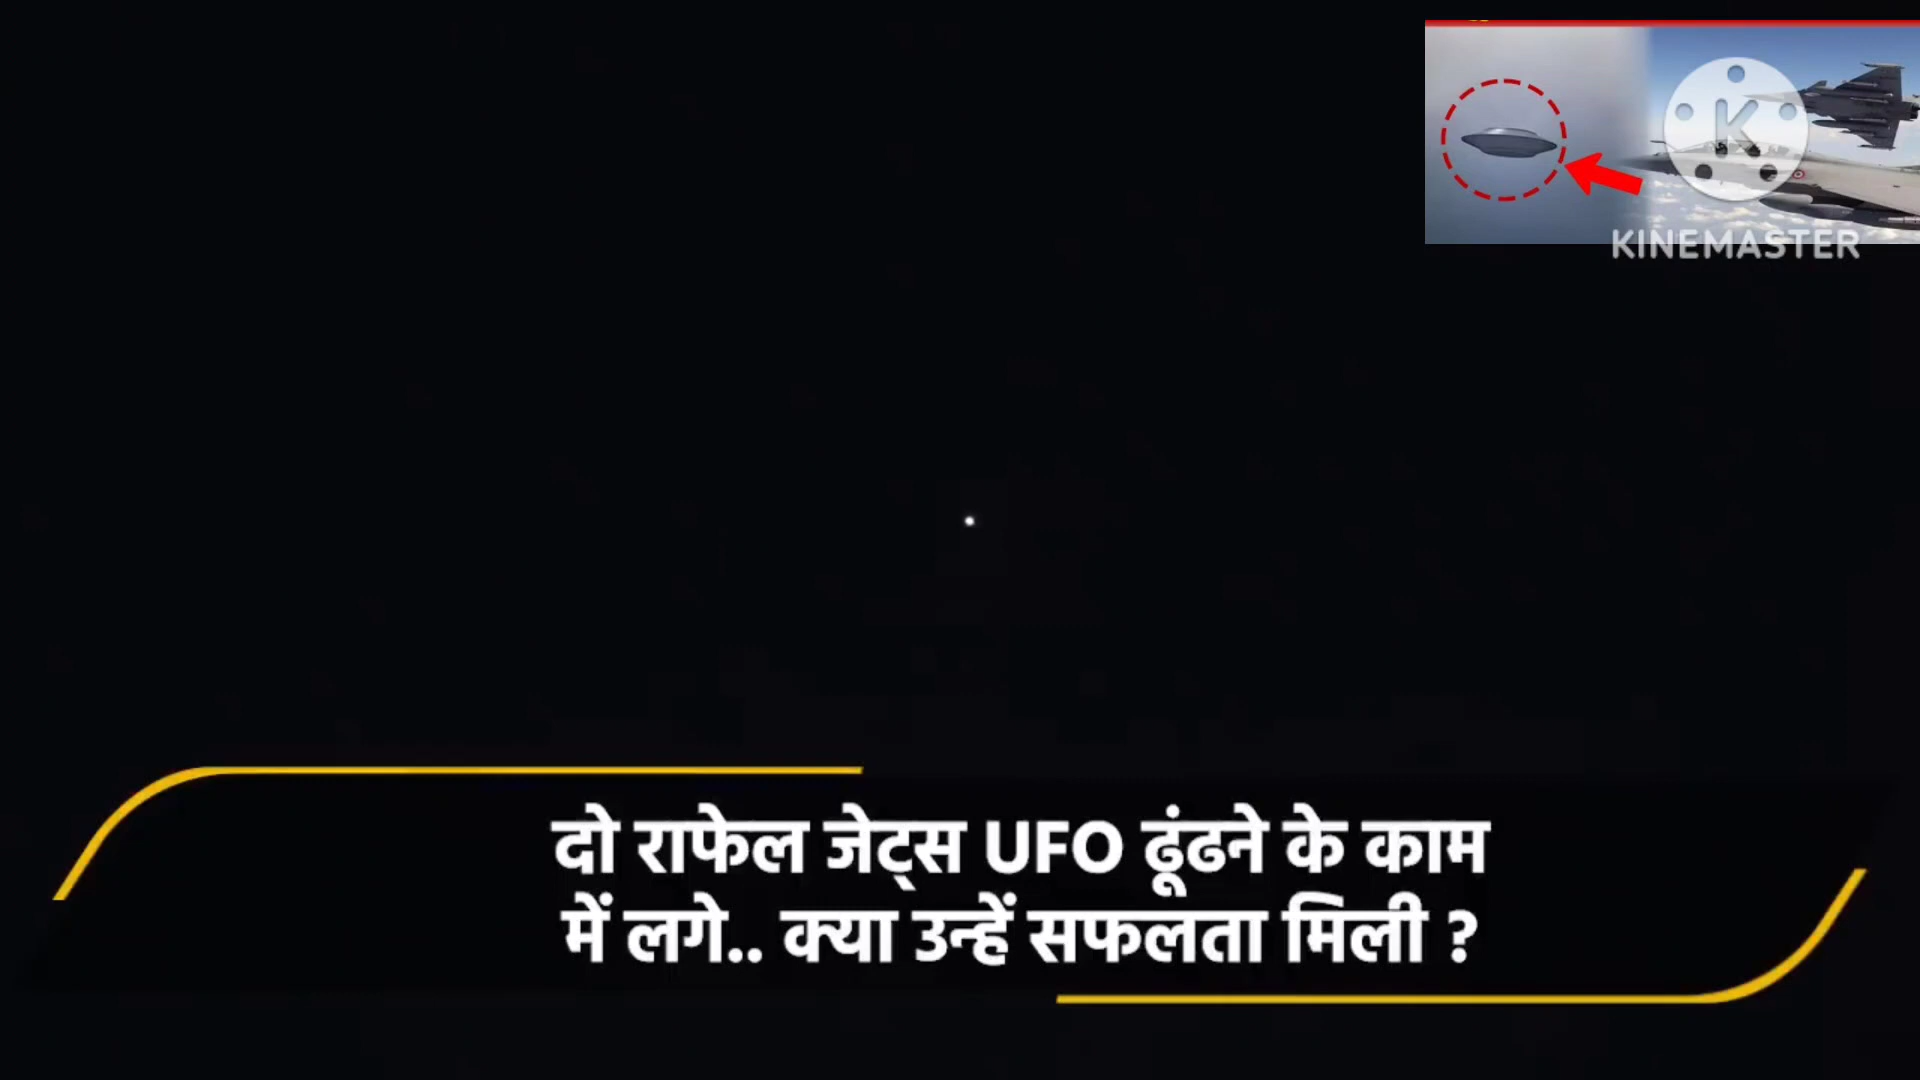 K
KINEMASTER
दो राफेल जेट्स UFO ढूंढने के काम
में लगे.. क्या उन्हें सफलता मिली ?